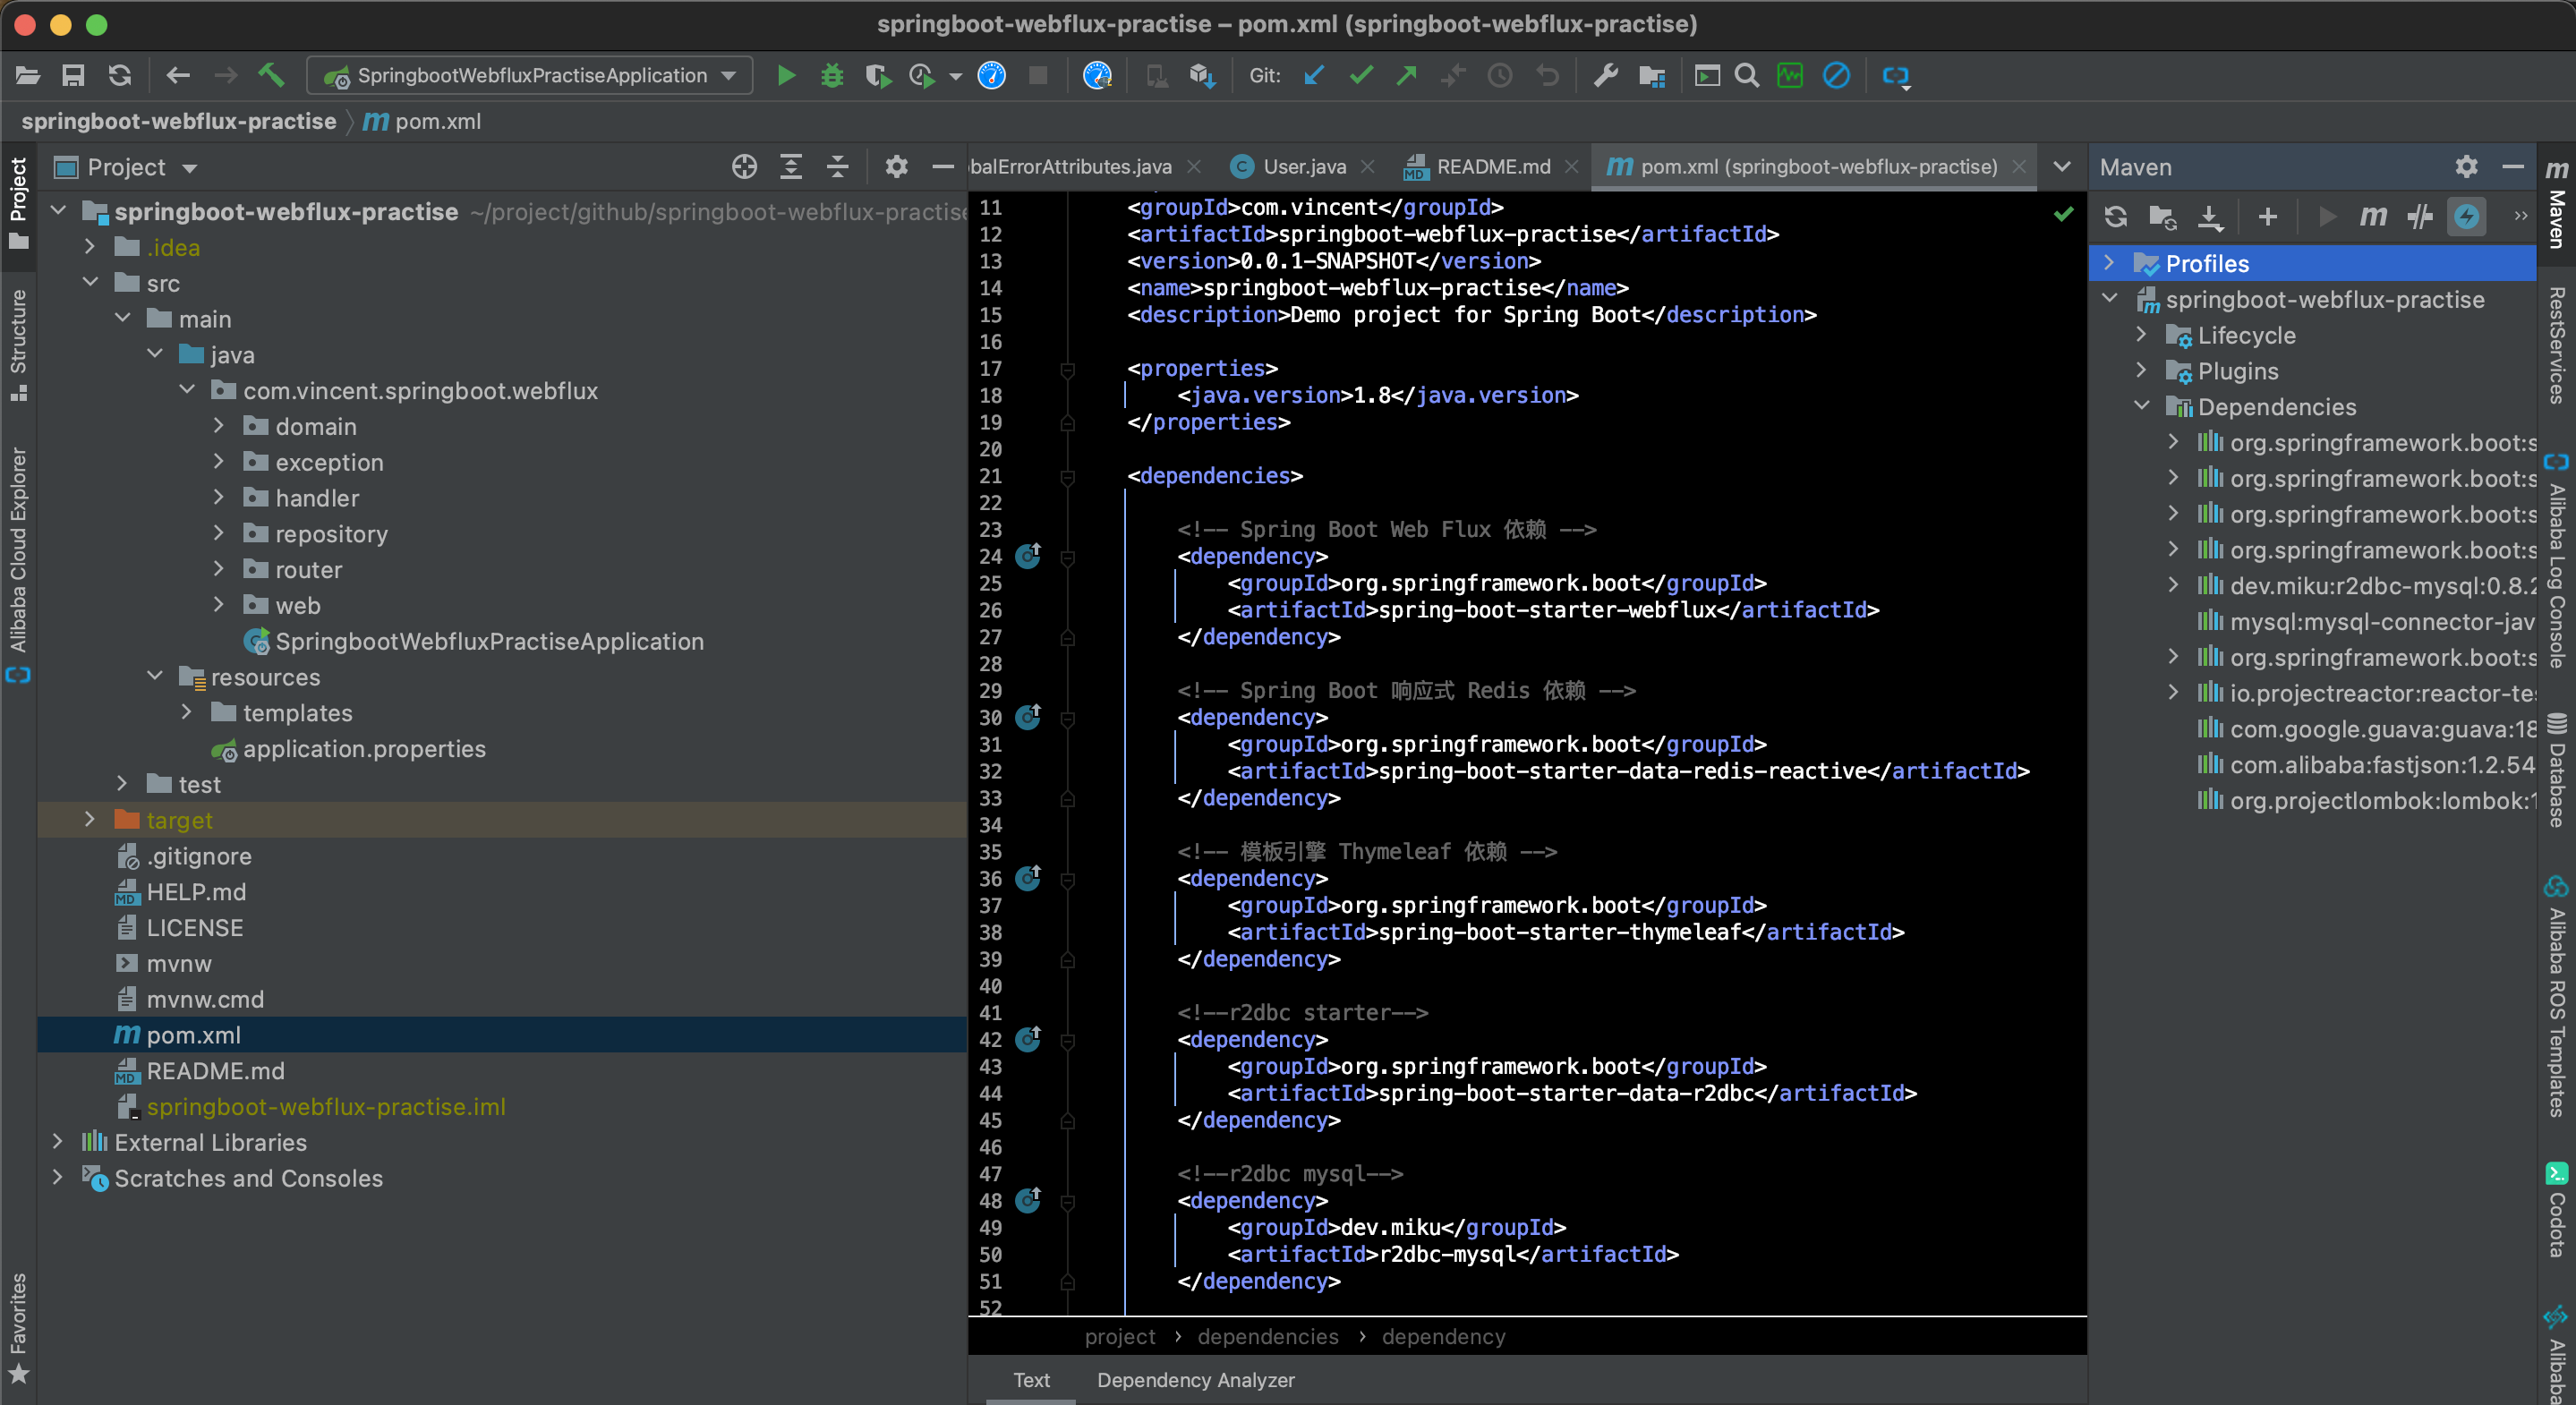 springboot-webflux-practise – pom.xml (springboot-webflux-practise)
SpringbootWebfluxPractiseApplication
Git:
springboot-webflux-practise
pom.xml
Project
Structure
Alibaba Cloud Explorer
Favorites
Project
springboot-webflux-practise ~/project/github/springboot-webflux-practise
.idea
src
main
java
com.vincent.springboot.webflux
domain
exception
handler
repository
router
web
SpringbootWebfluxPractiseApplication
resources
templates
application.properties
test
target
.gitignore
HELP.md
LICENSE
mvnw
mvnw.cmd
pom.xml
README.md
springboot-webflux-practise.iml
External Libraries
Scratches and Consoles
balErrorAttributes.java
User.java
README.md
pom.xml (springboot-webflux-practise)
11 <groupId>com.vincent</groupId>
12 <artifactId>springboot-webflux-practise</artifactId>
13 <version>0.0.1-SNAPSHOT</version>
14 <name>springboot-webflux-practise</name>
15 <description>Demo project for Spring Boot</description>
16
17 <properties>
18 <java.version>1.8</java.version>
19 </properties>
20
21 <dependencies>
22
23 <!-- Spring Boot Web Flux 依赖 -->
24 <dependency>
25 <groupId>org.springframework.boot</groupId>
26 <artifactId>spring-boot-starter-webflux</artifactId>
27 </dependency>
28
29 <!-- Spring Boot 响应式 Redis 依赖 -->
30 <dependency>
31 <groupId>org.springframework.boot</groupId>
32 <artifactId>spring-boot-starter-data-redis-reactive</artifactId>
33 </dependency>
34
35 <!-- 模板引擎 Thymeleaf 依赖 -->
36 <dependency>
37 <groupId>org.springframework.boot</groupId>
38 <artifactId>spring-boot-starter-thymeleaf</artifactId>
39 </dependency>
40
41 <!--r2dbc starter-->
42 <dependency>
43 <groupId>org.springframework.boot</groupId>
44 <artifactId>spring-boot-starter-data-r2dbc</artifactId>
45 </dependency>
46
47 <!--r2dbc mysql-->
48 <dependency>
49 <groupId>dev.miku</groupId>
50 <artifactId>r2dbc-mysql</artifactId>
51 </dependency>
52
project › dependencies › dependency
Text
Dependency Analyzer
Maven
Profiles
springboot-webflux-practise
Lifecycle
Plugins
Dependencies
org.springframework.boot:s
org.springframework.boot:s
org.springframework.boot:s
org.springframework.boot:s
dev.miku:r2dbc-mysql:0.8.2
mysql:mysql-connector-jav
org.springframework.boot:s
io.projectreactor:reactor-te
com.google.guava:guava:18
com.alibaba:fastjson:1.2.54
org.projectlombok:lombok:1
Maven
RestServices
Alibaba Log Console
Database
Alibaba ROS Templates
Codota
Alibaba